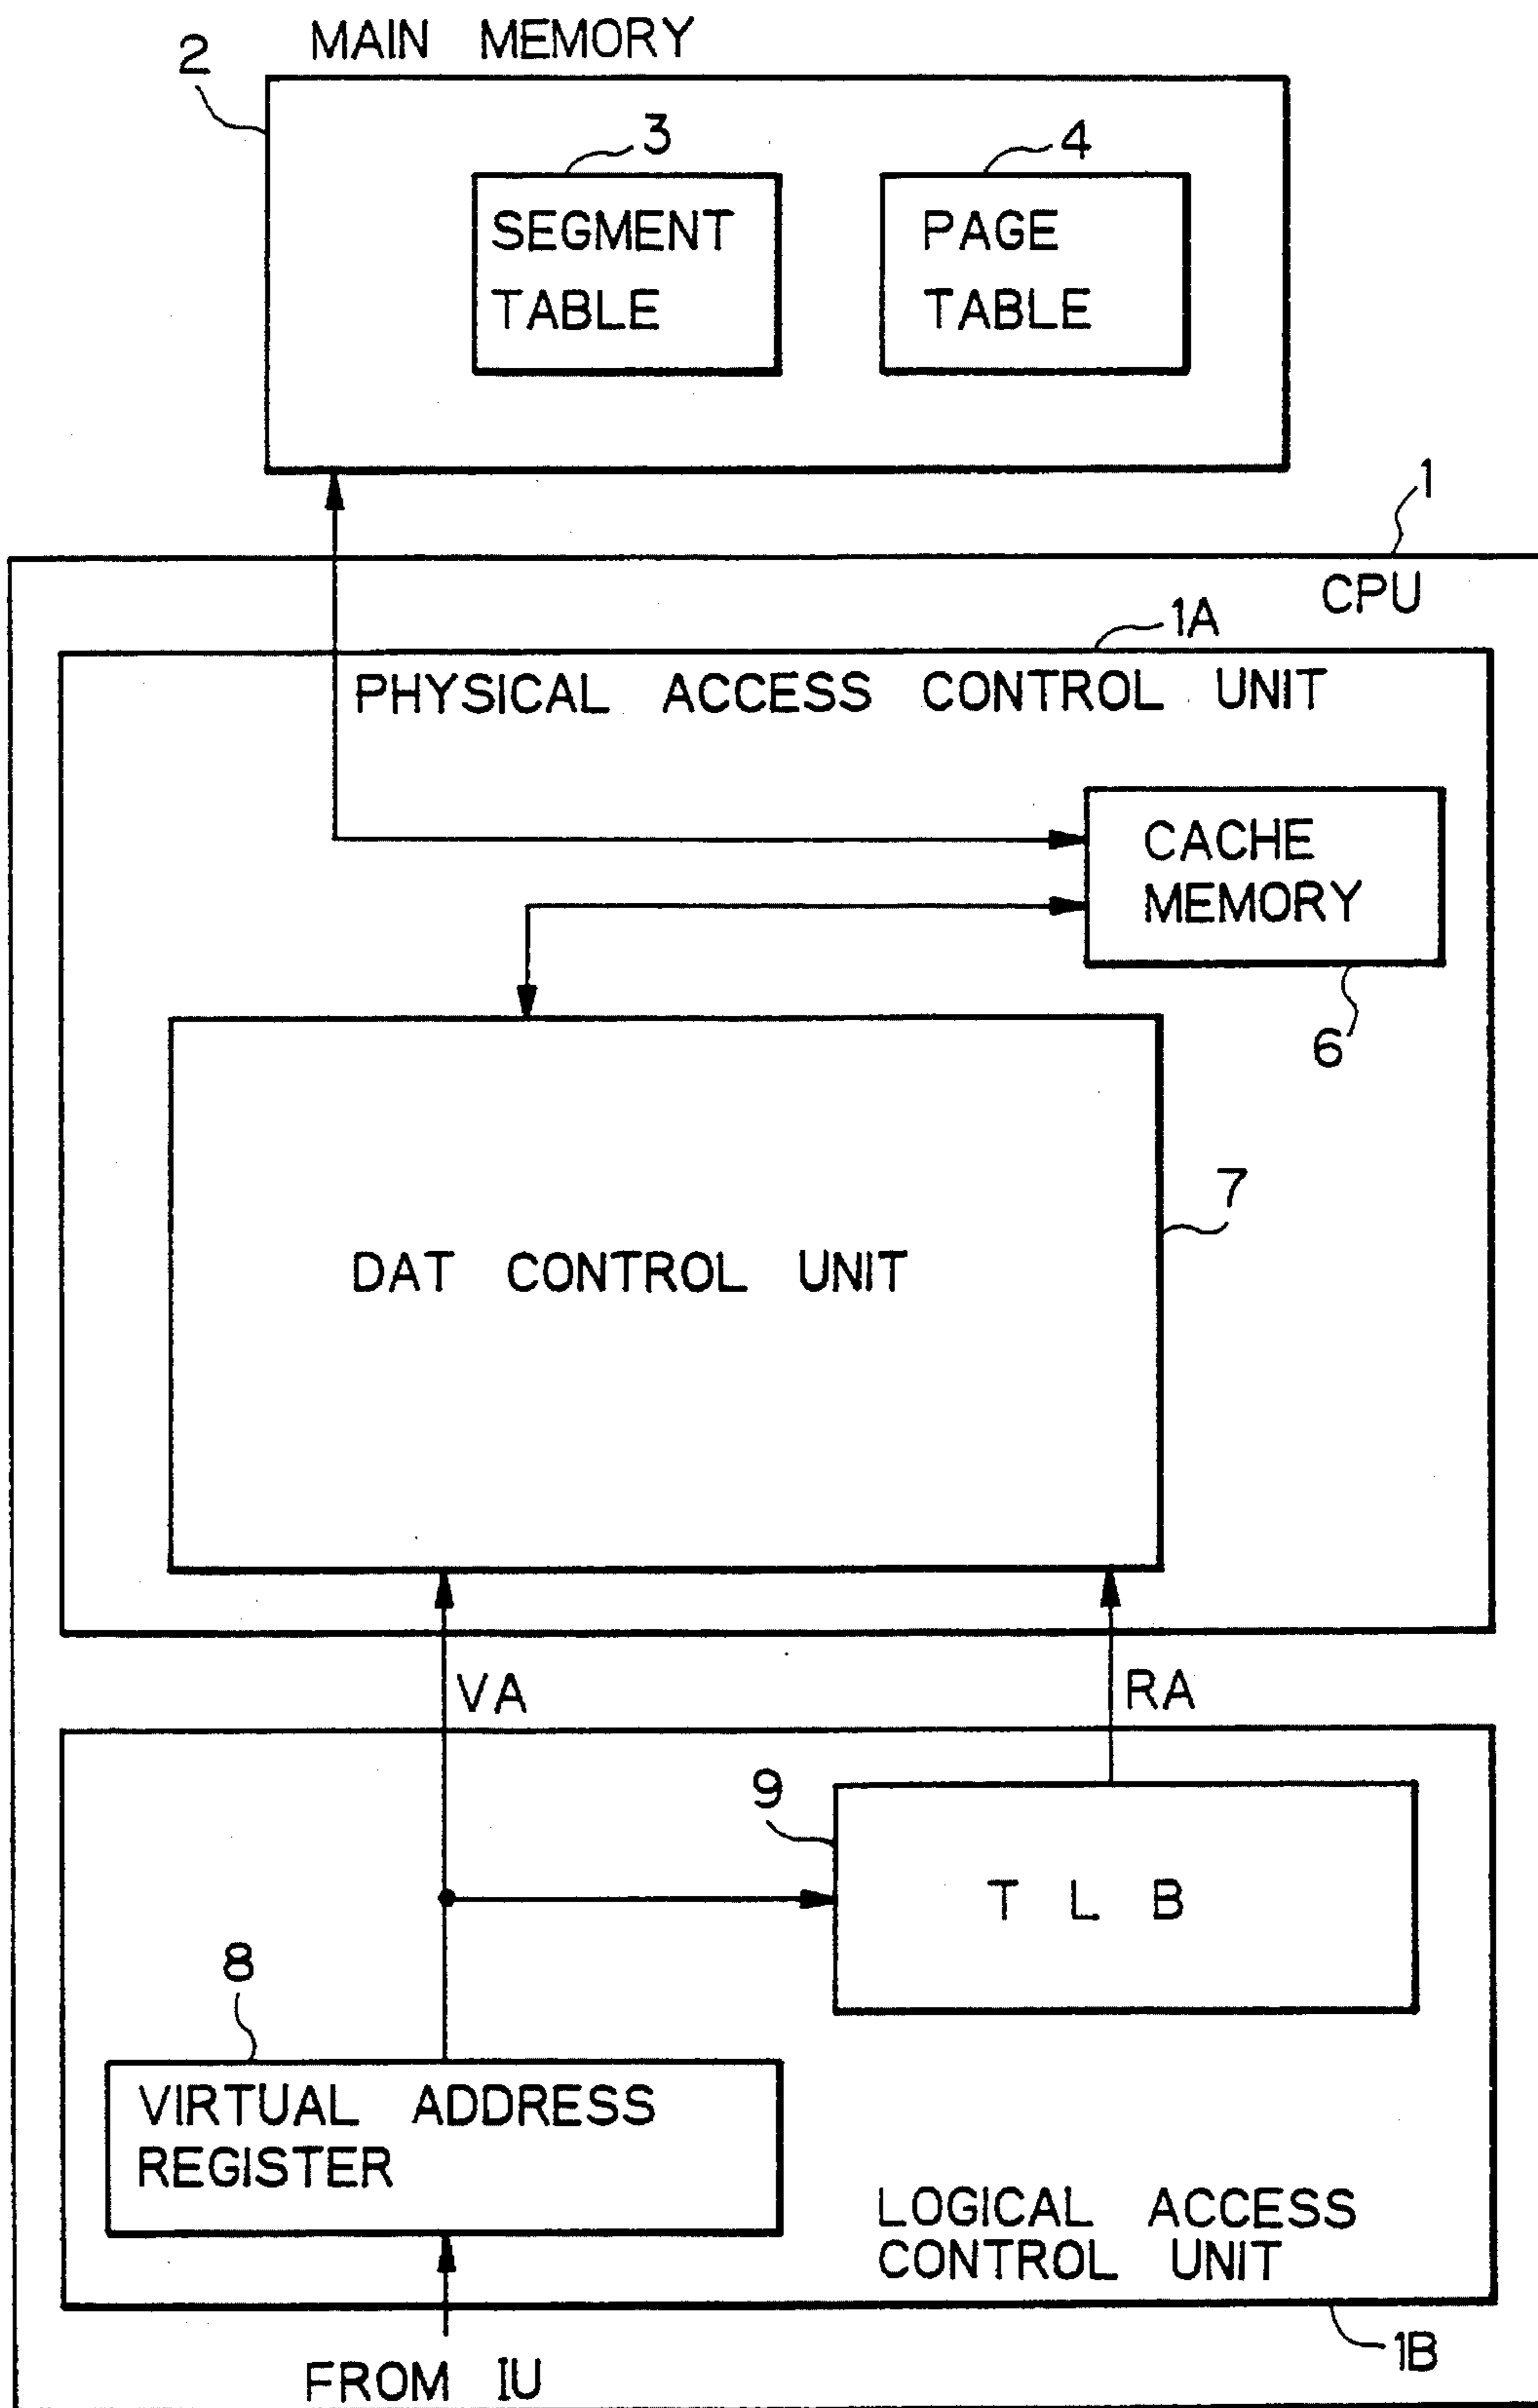 MAIN MEMORY
2
3
4
SEGMENT
TABLE
PAGE
TABLE
1
CPU
1A
PHYSICAL ACCESS CONTROL UNIT
CACHE
MEMORY
6
7
DAT CONTROL UNIT
VA
RA
9
TLB
8
VIRTUAL ADDRESS
REGISTER
LOGICAL ACCESS
CONTROL UNIT
1B
FROM IU